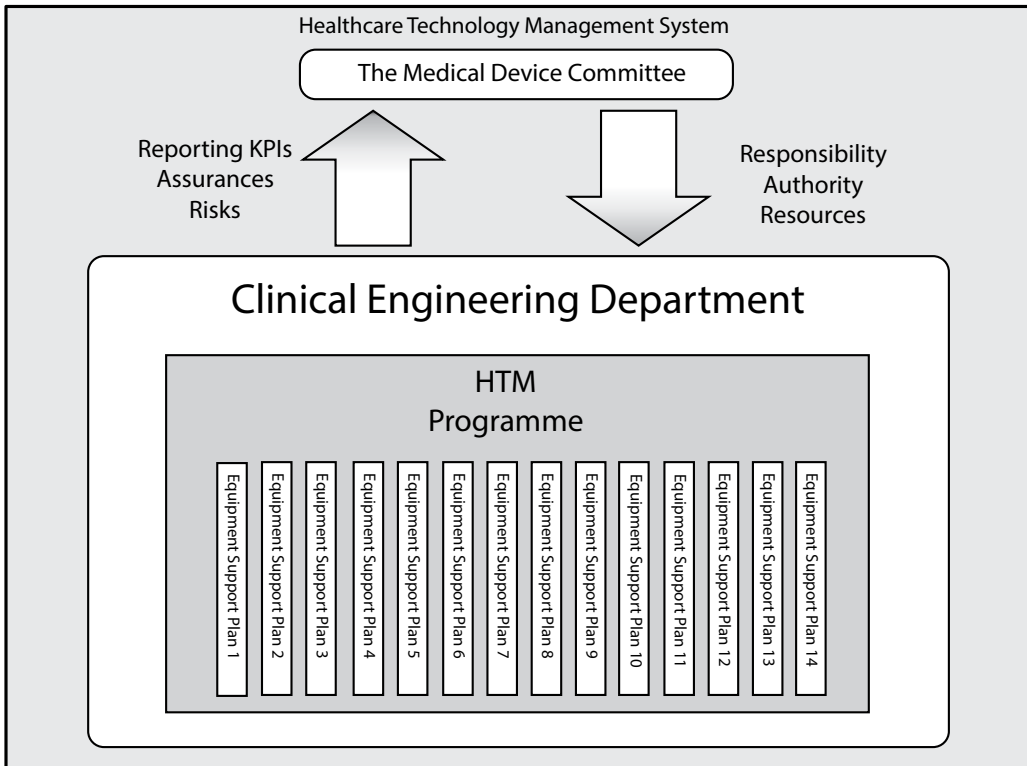 Healthcare Technology Management System
The Medical Device Committee
Reporting KPIs
Assurances
Risks
Responsibility
Authority
Resources
Clinical Engineering Department
HTM
Programme
Equipment Support Plan 1
Equipment Support Plan 2
Equipment Support Plan 3
Equipment Support Plan 4
Equipment Support Plan 5
Equipment Support Plan 6
Equipment Support Plan 7
Equipment Support Plan 8
Equipment Support Plan 9
Equipment Support Plan 10
Equipment Support Plan 11
Equipment Support Plan 12
Equipment Support Plan 13
Equipment Support Plan 14